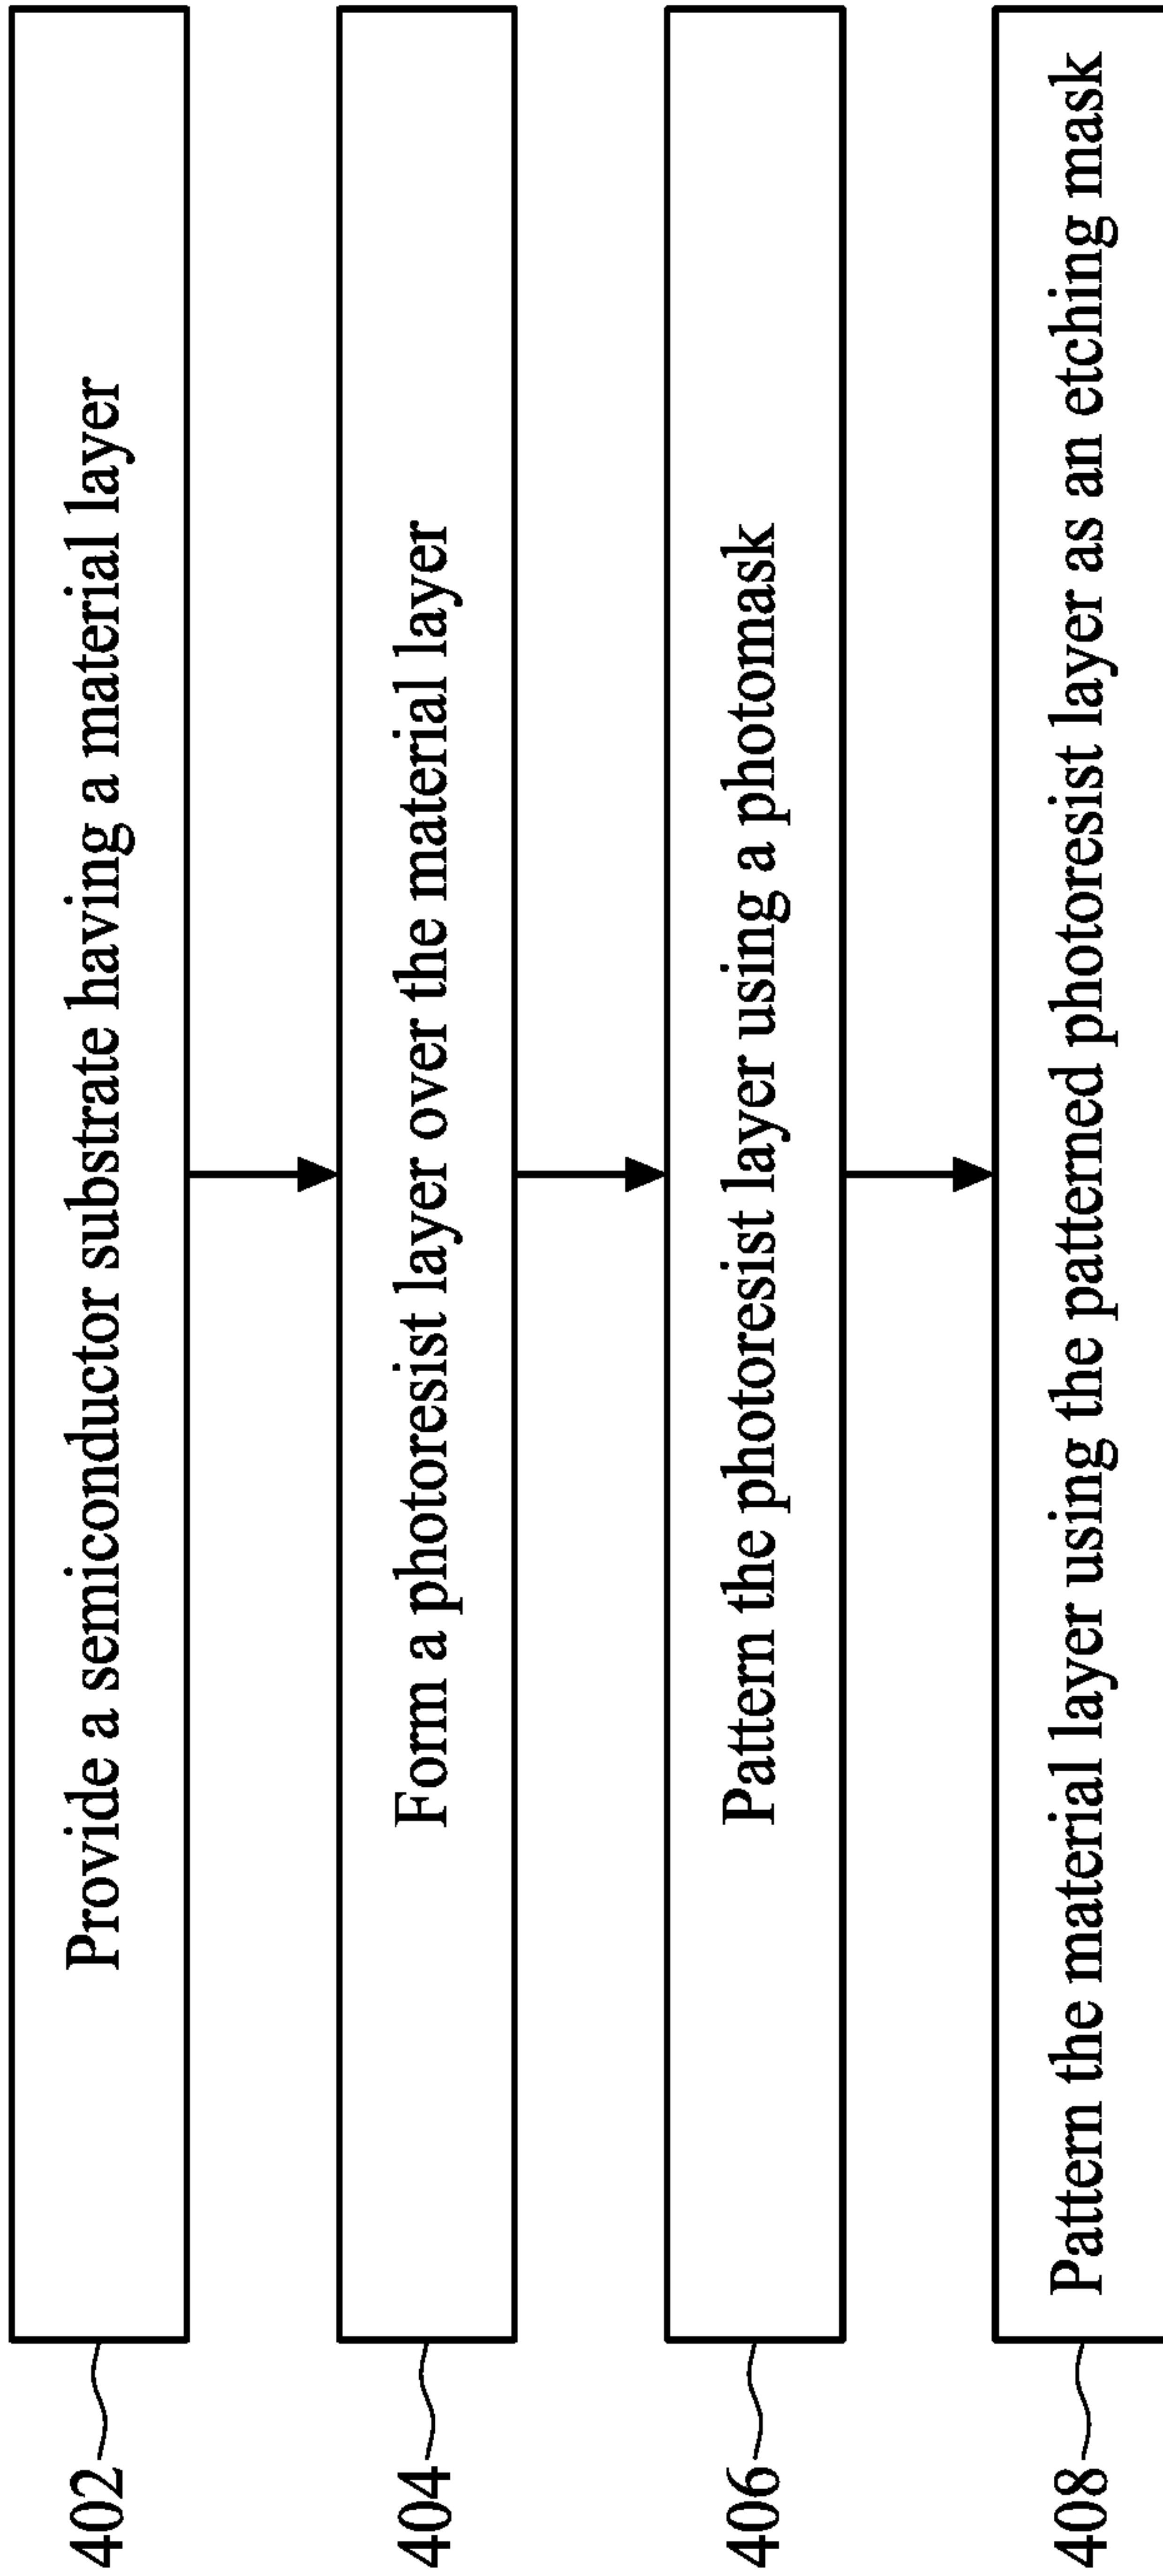 402 Provide a semiconductor substrate having a material layer
404 Form a photoresist layer over the material layer
406 Pattern the photoresist layer using a photomask
408 Pattern the material layer using the patterned photoresist layer as an etching mask